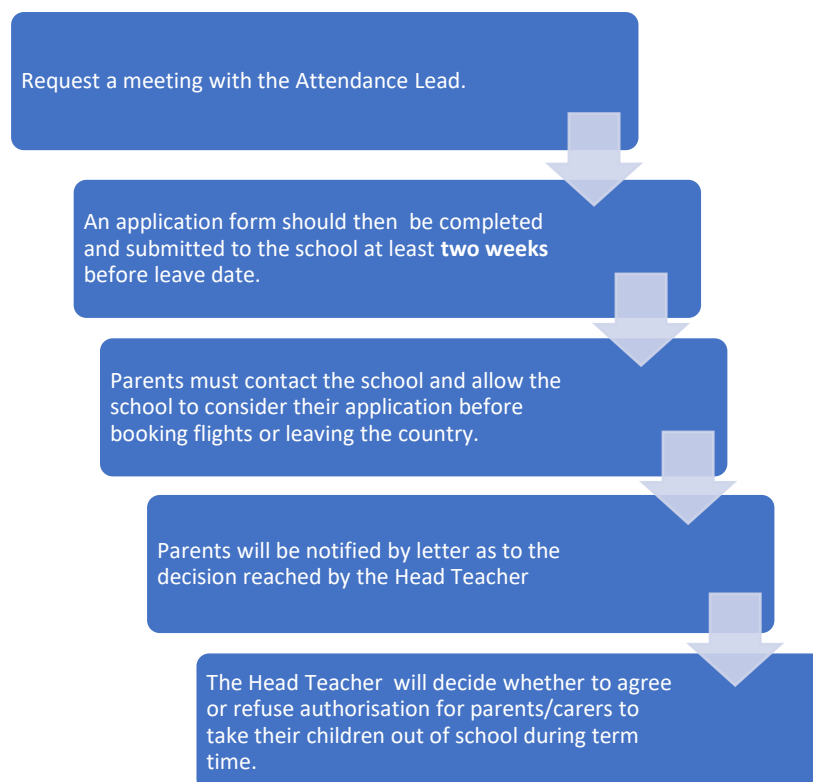 Request a meeting with the Attendance Lead.
An application form should then  be completed
and submitted to the school at least two weeks
before leave date.
Parents must contact the school and allow the
school to consider their application before
booking flights or leaving the country.
Parents will be notified by letter as to the
decision reached by the Head Teacher
The Head Teacher  will decide whether to agree
or refuse authorisation for parents/carers to
take their children out of school during term
time.